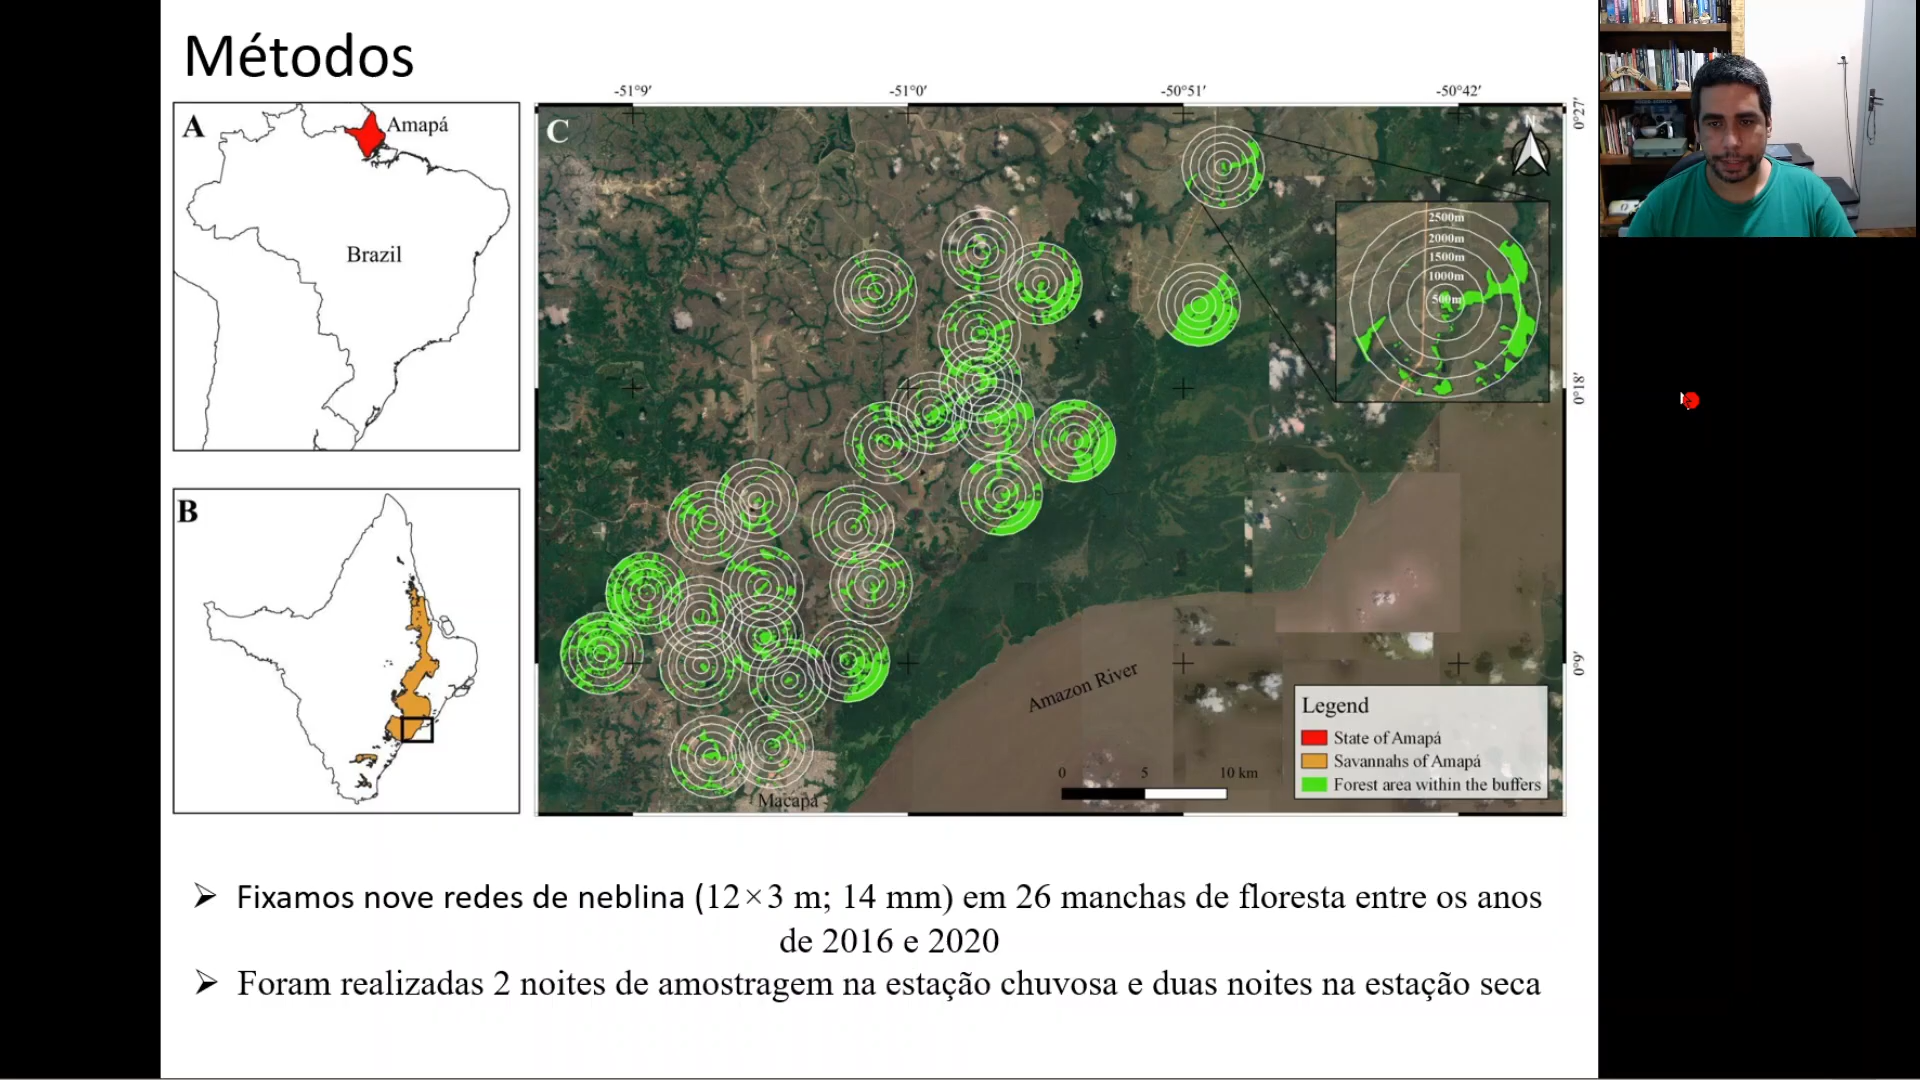 Métodos
A
Amapá
Brazil
B
-51°9′
-51°0′
-50°51′
-50°42′
C
N
0°27′
0°18′
0°9′
2500m
2000m
1500m
1000m
500m
Amazon River
Macapá
0 5 10 km
Legend
State of Amapá
Savannahs of Amapá
Forest area within the buffers
➢ Fixamos nove redes de neblina (12×3 m; 14 mm) em 26 manchas de floresta entre os anos
de 2016 e 2020
➢ Foram realizadas 2 noites de amostragem na estação chuvosa e duas noites na estação seca